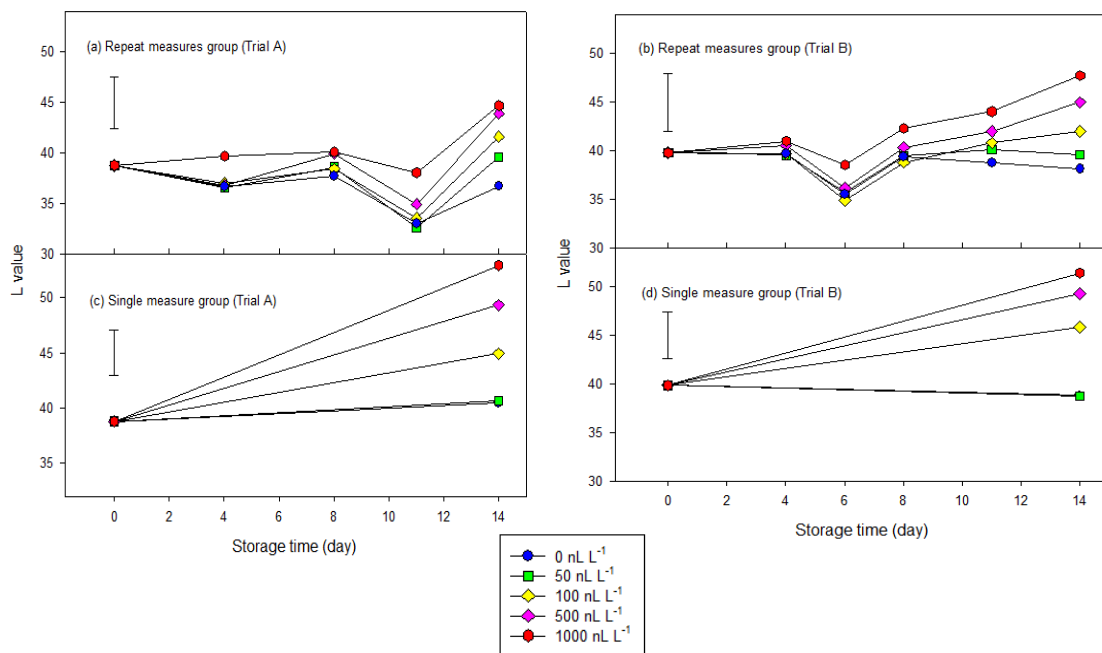 (a) Repeat measures group (Trial A)
50
45
40
35
30
(b) Repeat measures group (Trial B)
50
45
40
35
30
L value
L value
(c) Single measure group (Trial A)
50
45
40
35
(d) Single measure group (Trial B)
50
45
40
35
30
0 2 4 6 8 10 12 14
Storage time (day)
0 2 4 6 8 10 12 14
Storage time (day)
0 nL L⁻¹
50 nL L⁻¹
100 nL L⁻¹
500 nL L⁻¹
1000 nL L⁻¹